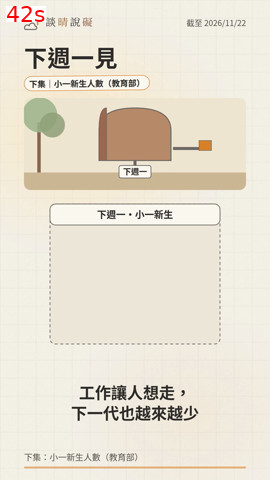 42s
談晴說礙
截至 2026/11/22
下週一見
下集｜小一新生人數（教育部）
下週一
下週一・小一新生
工作讓人想走，
下一代也越來越少
下集：小一新生人數（教育部）